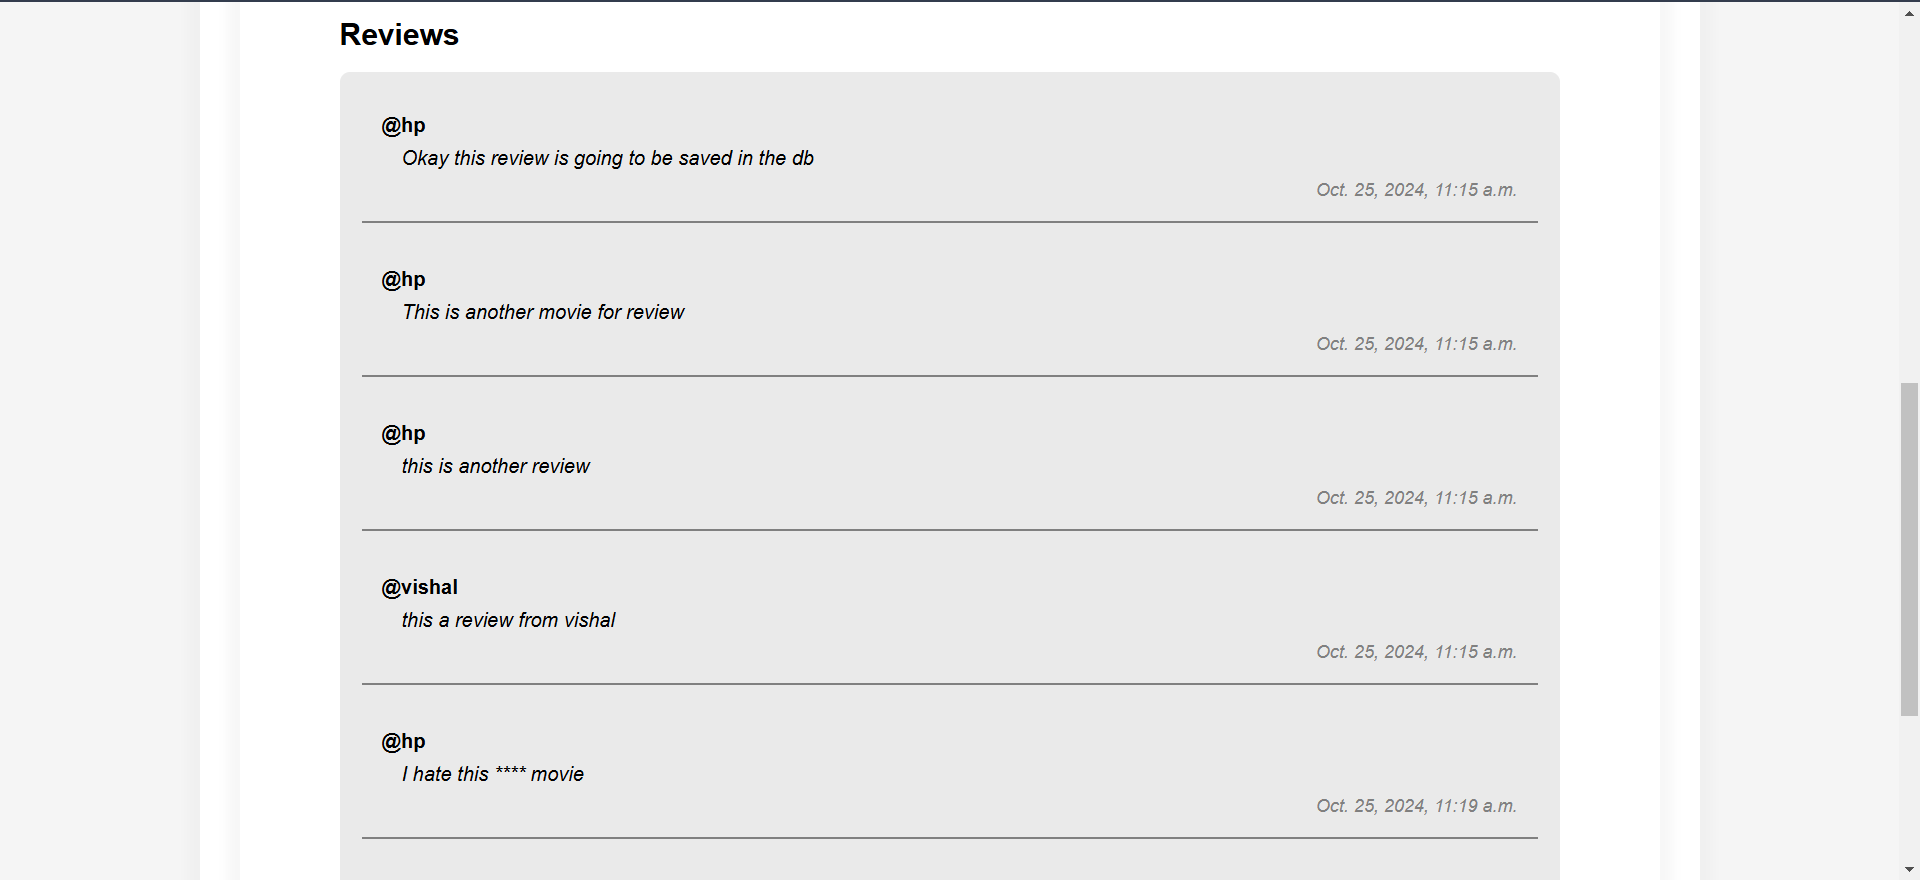 Reviews
@hp
Okay this review is going to be saved in the db
Oct. 25, 2024, 11:15 a.m.
@hp
This is another movie for review
Oct. 25, 2024, 11:15 a.m.
@hp
this is another review
Oct. 25, 2024, 11:15 a.m.
@vishal
this a review from vishal
Oct. 25, 2024, 11:15 a.m.
@hp
I hate this **** movie
Oct. 25, 2024, 11:19 a.m.